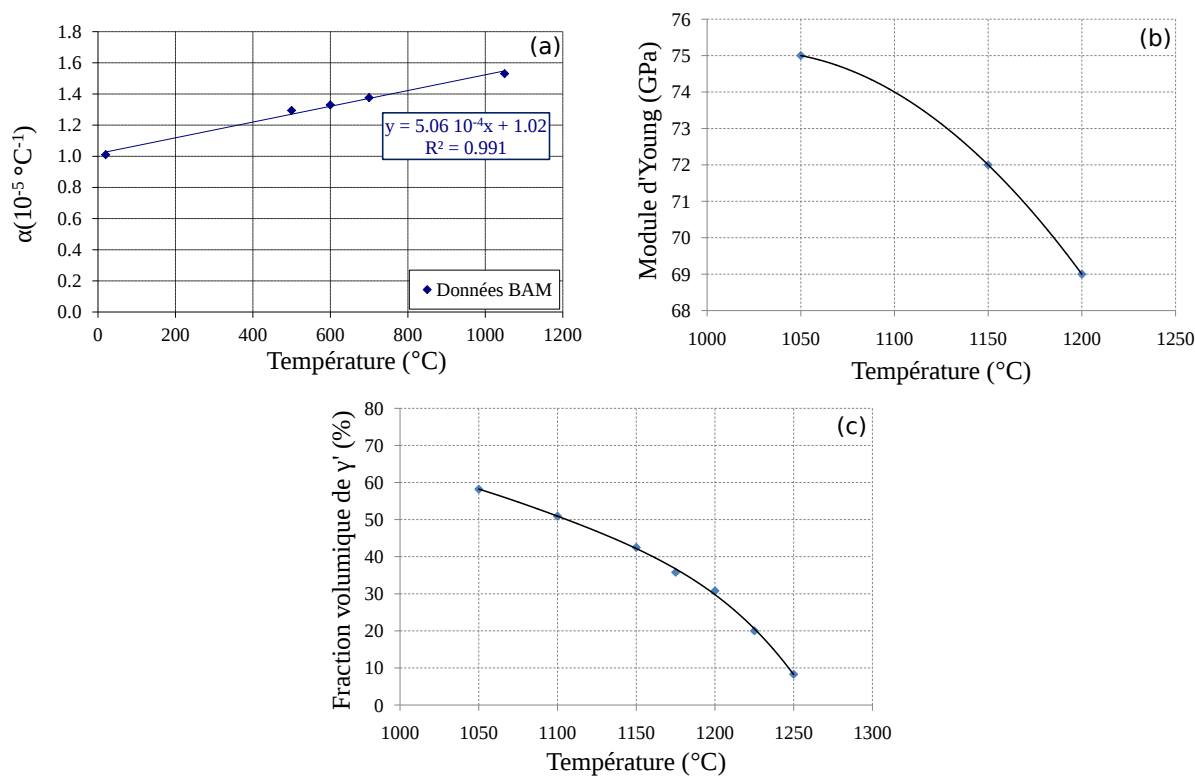 (a)
1.8
1.6
1.4
1.2
1.0
0.8
0.6
0.4
0.2
0.0
α(10⁻⁵ °C⁻¹)
y = 5.06 10⁻⁴x + 1.02
R² = 0.991
Données BAM
0 200 400 600 800 1000 1200
Température (°C)
(b)
76
75
74
73
72
71
70
69
68
Module d'Young (GPa)
1000 1050 1100 1150 1200 1250
Température (°C)
(c)
80
70
60
50
40
30
20
10
0
Fraction volumique de γ' (%)
1000 1050 1100 1150 1200 1250 1300
Température (°C)